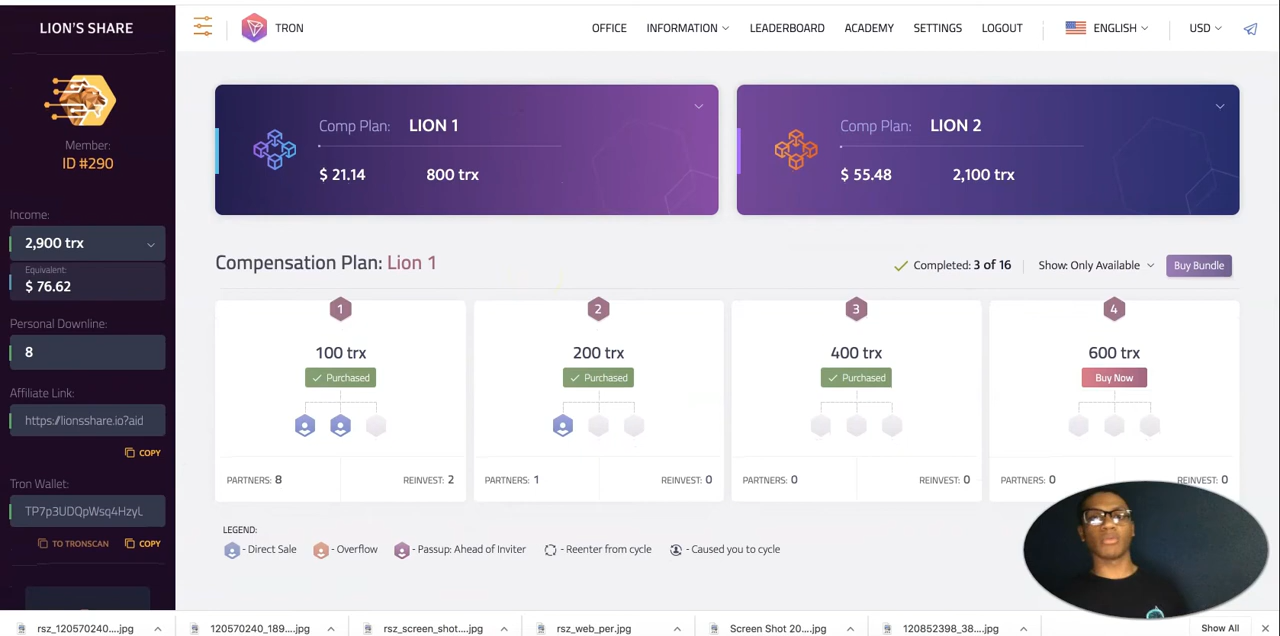 LION'S SHARE
TRON
OFFICE
INFORMATION
LEADERBOARD
ACADEMY
SETTINGS
LOGOUT
ENGLISH
USD
Member:
ID #290
Income:
2,900 trx
Equivalent:
$ 76.62
Personal Downline:
8
Affiliate Link:
https://lionsshare.io?aid
COPY
Tron Wallet:
TP7p3UDQpWsq4HzyL
TO TRONSCAN
COPY
Comp Plan: LION 1
$ 21.14 800 trx
Comp Plan: LION 2
$ 55.48 2,100 trx
Compensation Plan: Lion 1
Completed: 3 of 16
Show: Only Available
Buy Bundle
1
100 trx
Purchased
PARTNERS: 8 REINVEST: 2
2
200 trx
Purchased
PARTNERS: 1 REINVEST: 0
3
400 trx
Purchased
PARTNERS: 0 REINVEST: 0
4
600 trx
Buy Now
PARTNERS: 0 REINVEST: 0
LEGEND:
- Direct Sale - Overflow - Passup: Ahead of Inviter - Reenter from cycle - Caused you to cycle
rsz_120570240....jpg
120570240_189....jpg
rsz_screen_shot....jpg
rsz_web_per.jpg
Screen Shot 20....jpg
120852398_38....jpg
Show All